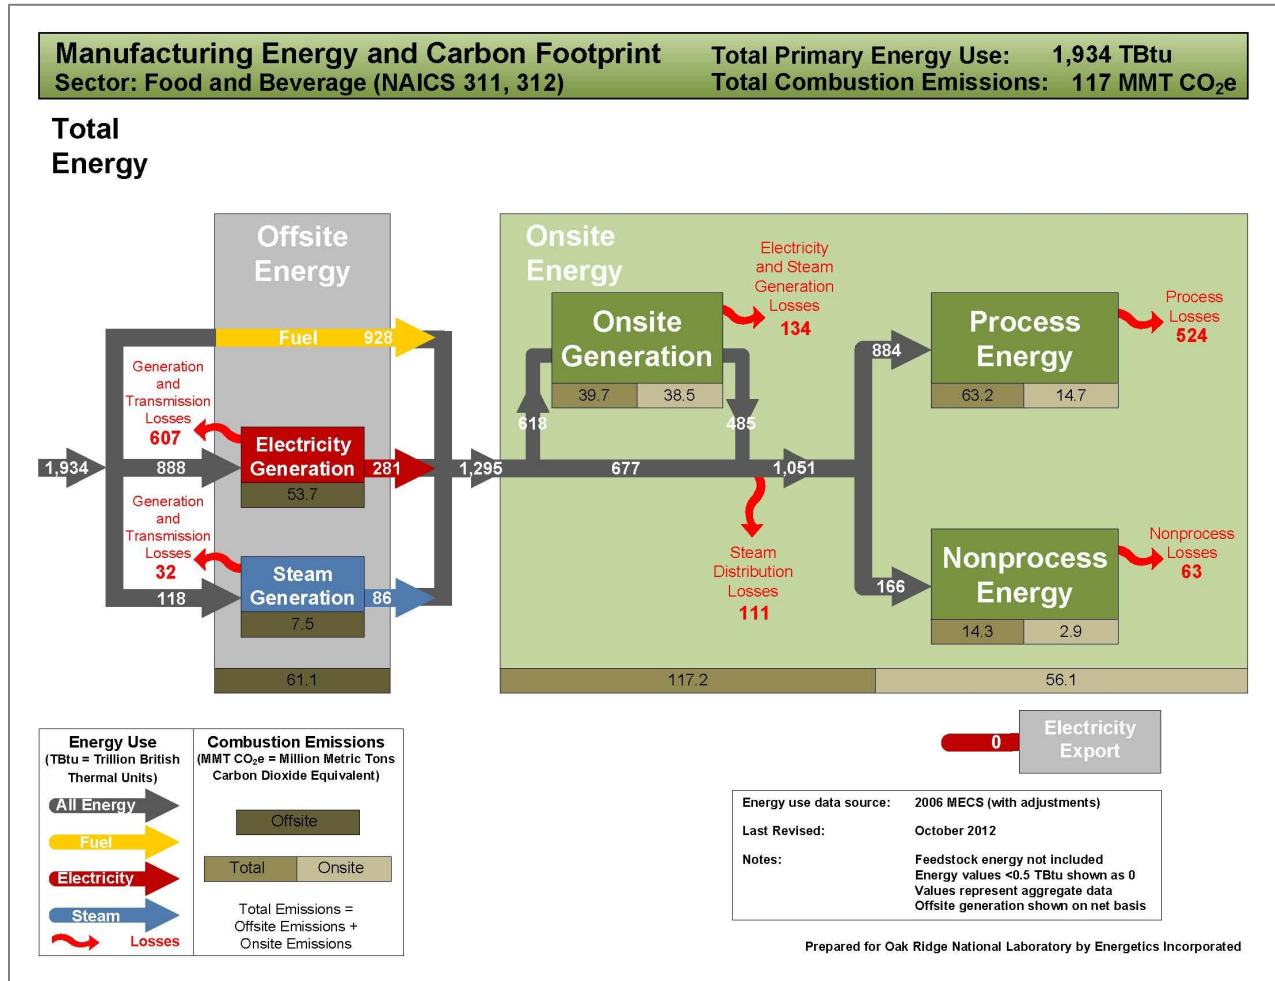 Manufacturing Energy and Carbon Footprint
Sector: Food and Beverage (NAICS 311, 312)
Total Primary Energy Use: 1,934 TBtu
Total Combustion Emissions: 117 MMT CO₂e
Total
Energy
Offsite
Energy
Fuel 928
Generation
and
Transmission
Losses
607
1,934
888
Electricity
Generation
53.7
281
Generation
and
Transmission
Losses
32
118
Steam
Generation
7.5
86
61.1
1,295
Onsite
Energy
Onsite
Generation
39.7 38.5
Electricity
and Steam
Generation
Losses
134
618
485
677
1,051
Steam
Distribution
Losses
111
884
Process
Energy
63.2 14.7
Process
Losses
524
166
Nonprocess
Energy
14.3 2.9
Nonprocess
Losses
63
117.2 56.1
Energy Use
(TBtu = Trillion British
Thermal Units)
All Energy
Fuel
Electricity
Steam
Losses
Combustion Emissions
(MMT CO₂e = Million Metric Tons
Carbon Dioxide Equivalent)
Offsite
Total Onsite
Total Emissions =
Offsite Emissions +
Onsite Emissions
0
Electricity
Export
Energy use data source: 2006 MECS (with adjustments)
Last Revised: October 2012
Notes: Feedstock energy not included
Energy values <0.5 TBtu shown as 0
Values represent aggregate data
Offsite generation shown on net basis
Prepared for Oak Ridge National Laboratory by Energetics Incorporated